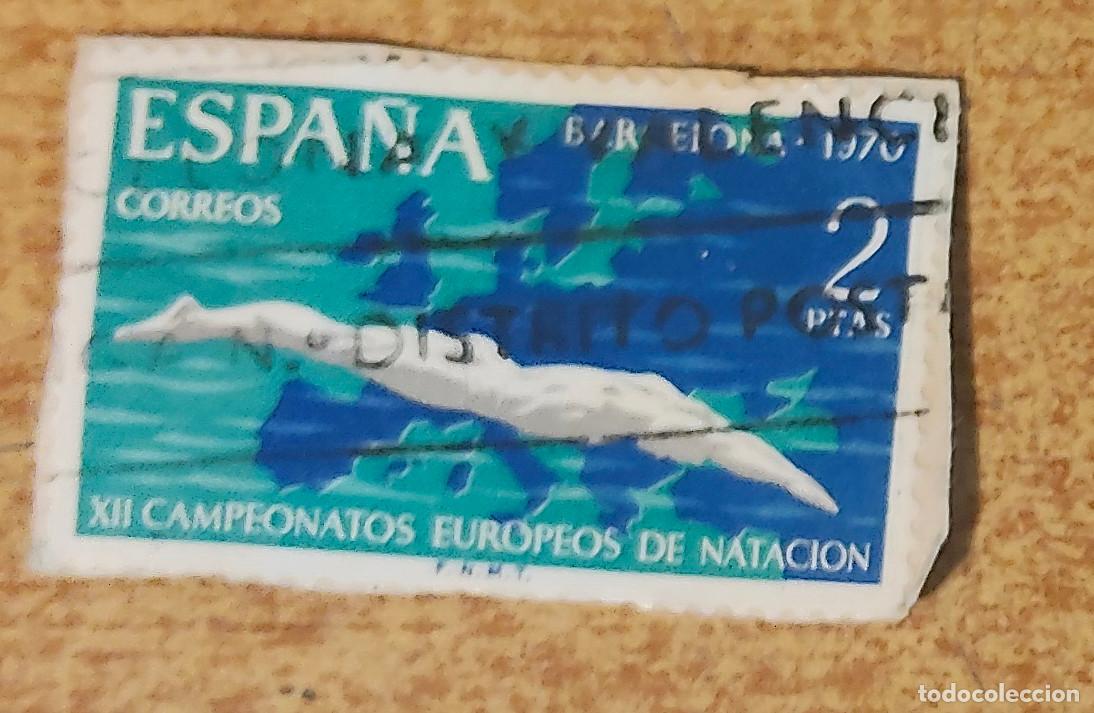 ESPAÑA
BARCELONA · 1970
CORREOS
2
PTAS
DISTRITO POST
XII CAMPEONATOS EUROPEOS DE NATACION
F.N.M.T.
todocoleccion